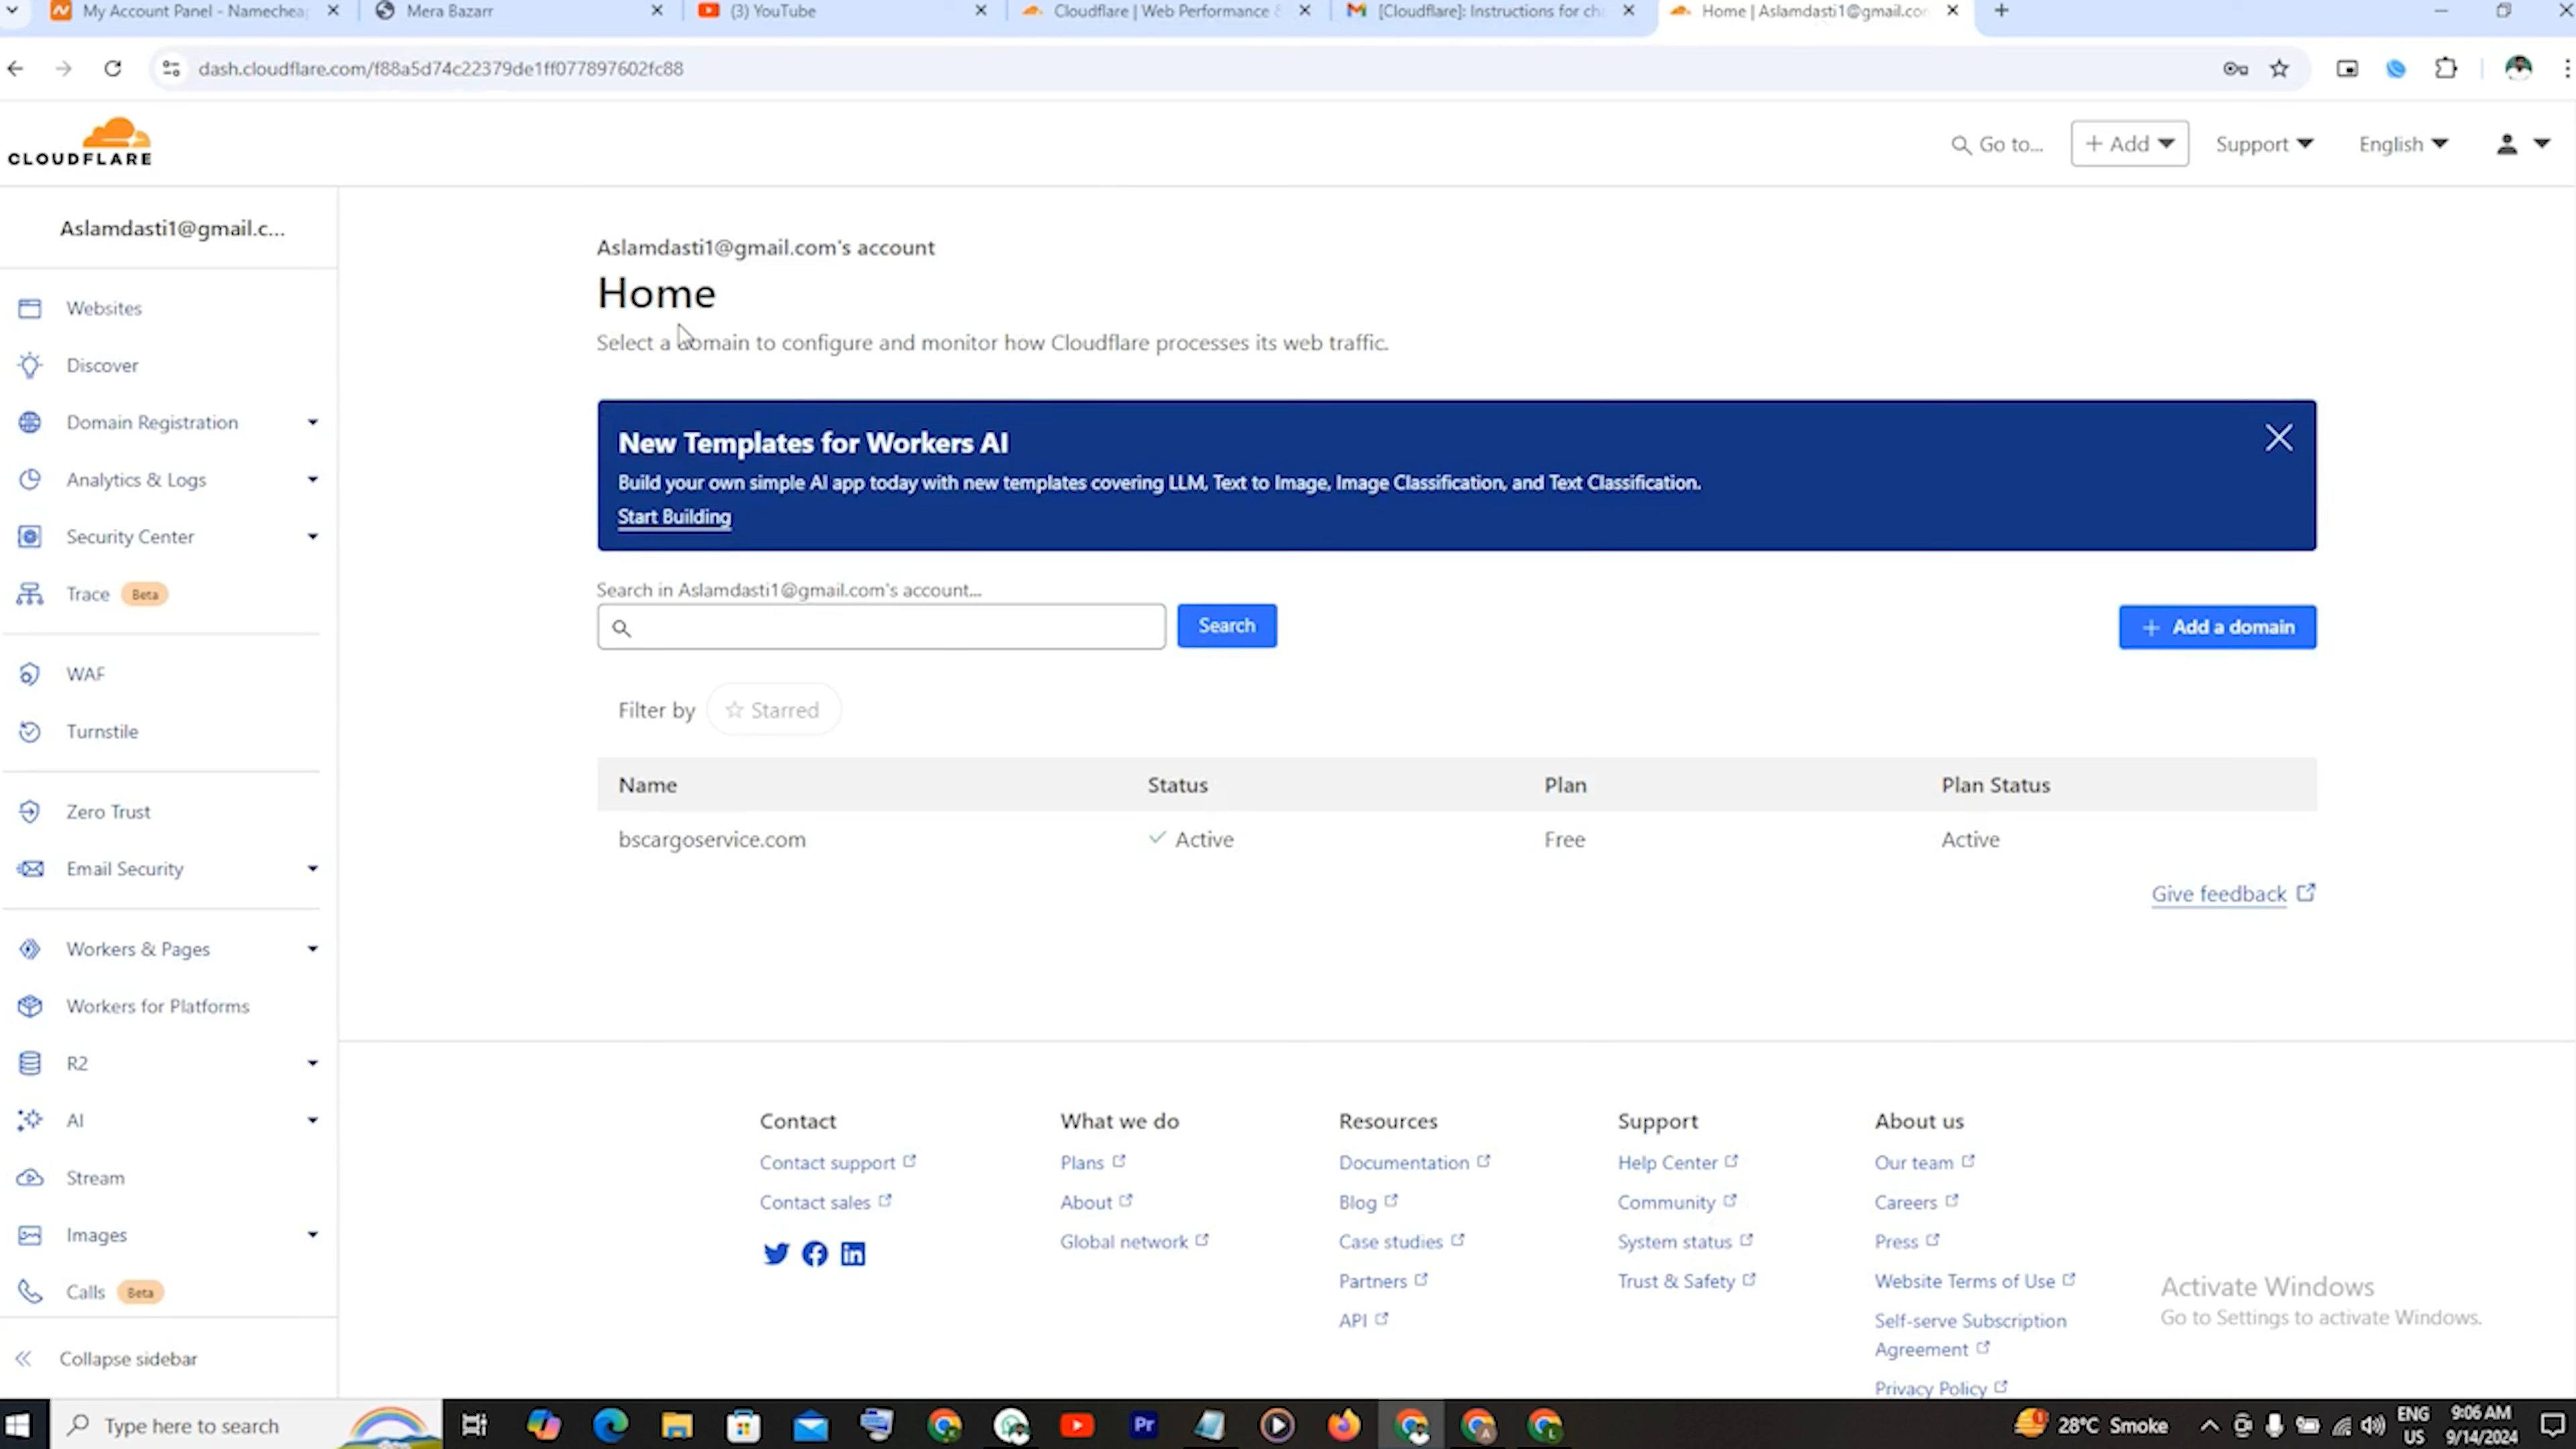 My Account Panel - Namecheap
Mera Bazarr
(3) YouTube
Cloudflare | Web Performance &
[Cloudflare]: Instructions for ch
Home | Aslamdasti1@gmail.com
dash.cloudflare.com/f88a5d74c22379de1ff077897602fc88
CLOUDFLARE
Go to...
+ Add
Support
English
Aslamdasti1@gmail.c...
Websites
Discover
Domain Registration
Analytics & Logs
Security Center
Trace Beta
WAF
Turnstile
Zero Trust
Email Security
Workers & Pages
Workers for Platforms
R2
AI
Stream
Images
Calls Beta
Collapse sidebar
Aslamdasti1@gmail.com's account
Home
Select a domain to configure and monitor how Cloudflare processes its web traffic.
New Templates for Workers AI
Build your own simple AI app today with new templates covering LLM, Text to Image, Image Classification, and Text Classification.
Start Building
Search in Aslamdasti1@gmail.com's account...
Search
+ Add a domain
Filter by Starred
Name Status Plan Plan Status
bscargoservice.com Active Free Active
Give feedback
Contact
Contact support
Contact sales
What we do
Plans
About
Global network
Resources
Documentation
Blog
Case studies
Partners
API
Support
Help Center
Community
System status
Trust & Safety
About us
Our team
Careers
Press
Website Terms of Use
Self-serve Subscription
Agreement
Privacy Policy
Activate Windows
Go to Settings to activate Windows.
Type here to search
Pr
28°C Smoke
ENG
US
9:06 AM
9/14/2024